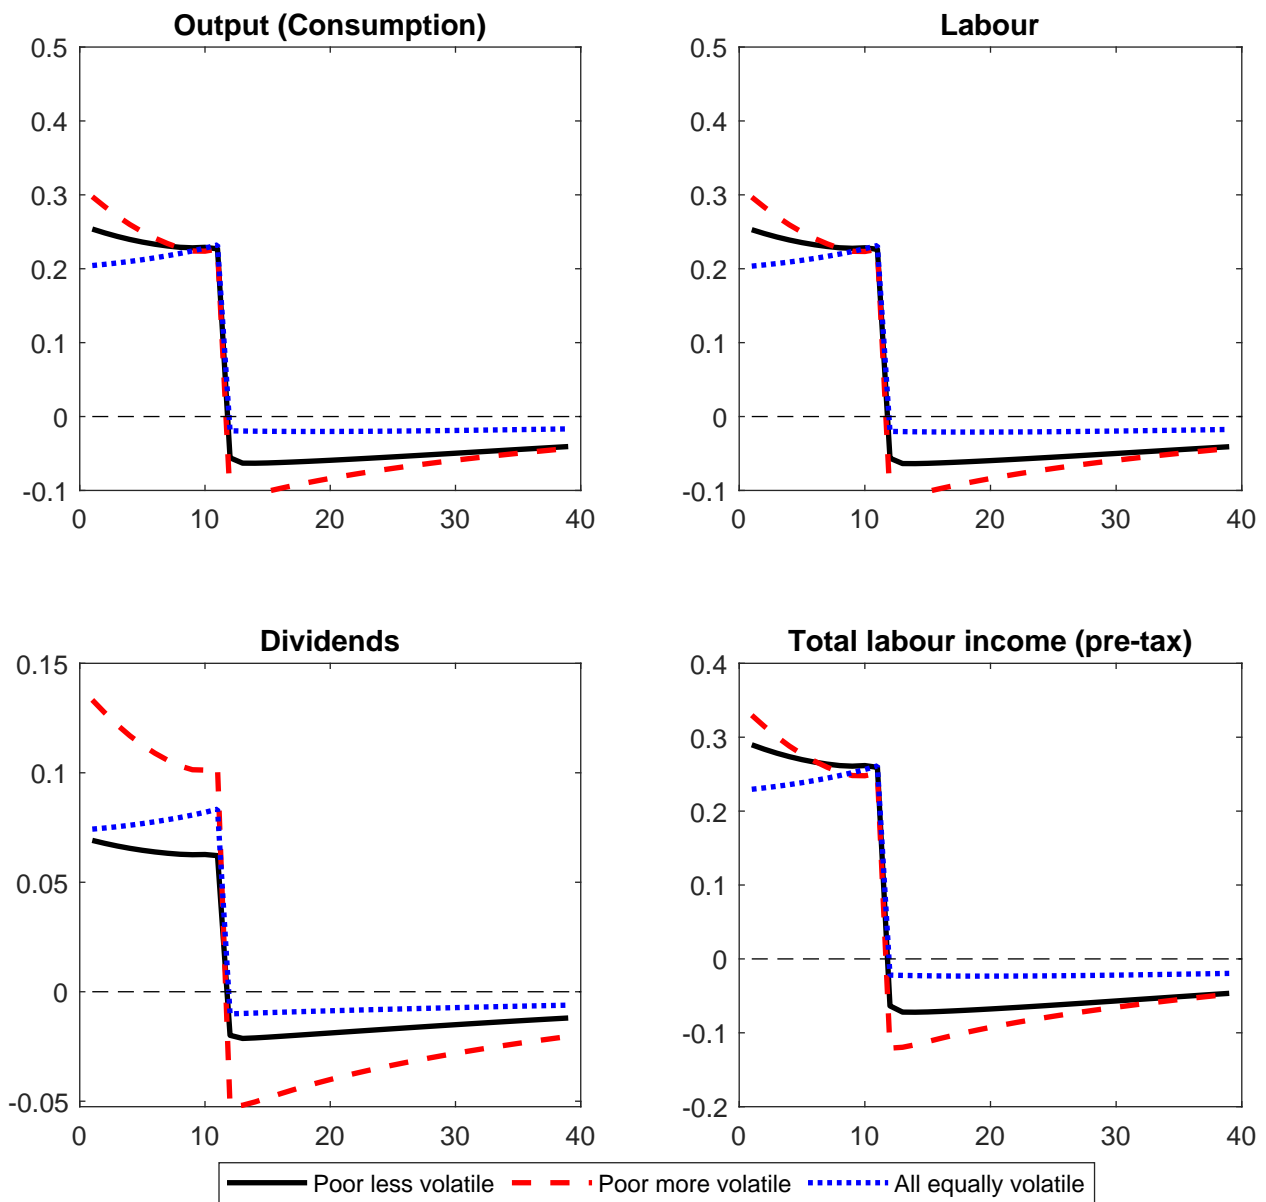 Output (Consumption)
0.5
0.4
0.3
0.2
0.1
0
-0.1
0 10 20 30 40
Labour
0.5
0.4
0.3
0.2
0.1
0
-0.1
0 10 20 30 40
Dividends
0.15
0.1
0.05
0
-0.05
0 10 20 30 40
Total labour income (pre-tax)
0.4
0.3
0.2
0.1
0
-0.1
-0.2
0 10 20 30 40
Poor less volatile Poor more volatile All equally volatile